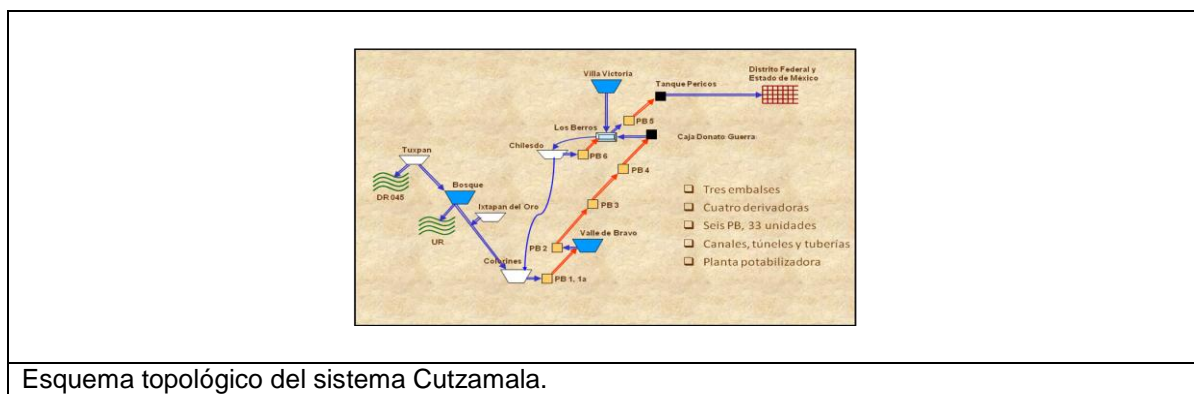 Villa Victoria
Tanque Pericos
Distrito Federal y
Estado de México
PB 5
Los Berros
Caja Donato Guerra
Chilesdo
PB 6
Tuxpan
PB 4
DR 045
Bosque
Ixtapan del Oro
PB 3
UR
Valle de Bravo
PB 2
Colorines
PB 1, 1a
❑ Tres embalses
❑ Cuatro derivadoras
❑ Seis PB, 33 unidades
❑ Canales, túneles y tuberías
❑ Planta potabilizadora
Esquema topológico del sistema Cutzamala.